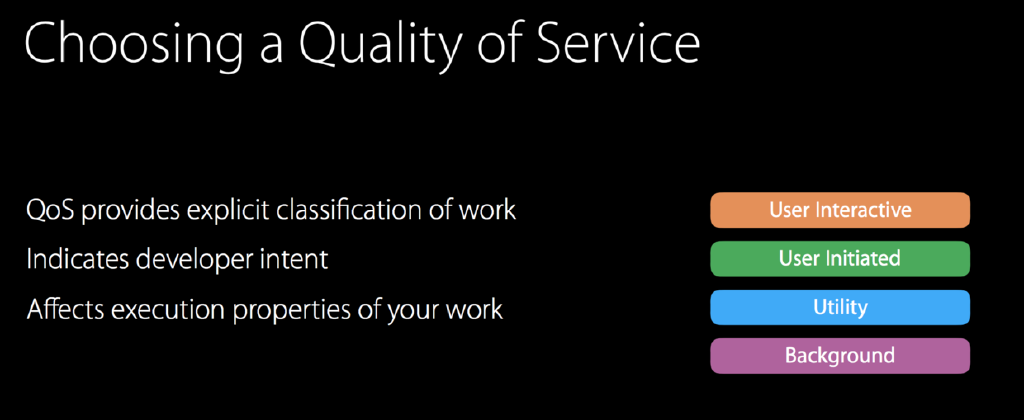 Choosing a Quality of Service
QoS provides explicit classification of work
Indicates developer intent
Affects execution properties of your work
User Interactive
User Initiated
Utility
Background